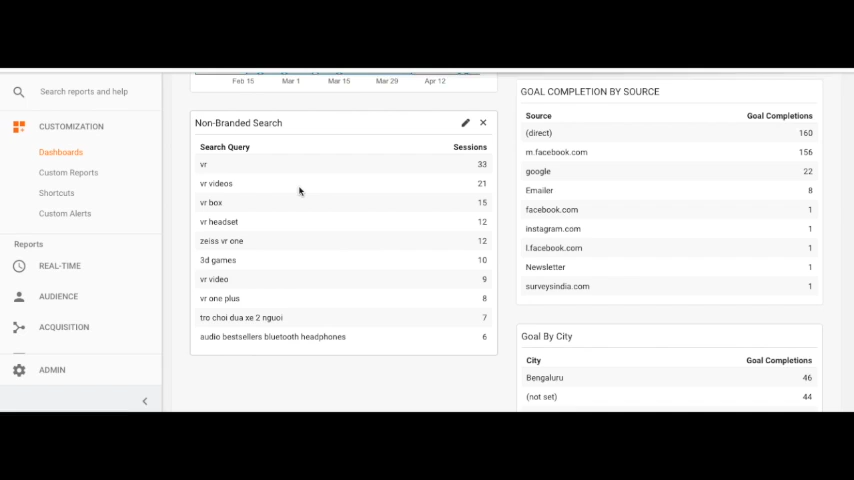 Search reports and help
CUSTOMIZATION
Dashboards
Custom Reports
Shortcuts
Custom Alerts
Reports
REAL-TIME
AUDIENCE
ACQUISITION
ADMIN
Feb 15 Mar 1 Mar 15 Mar 29 Apr 12
Non-Branded Search
Search Query Sessions
vr 33
vr videos 21
vr box 15
vr headset 12
zeiss vr one 12
3d games 10
vr video 9
vr one plus 8
tro choi dua xe 2 nguoi 7
audio bestsellers bluetooth headphones 6
GOAL COMPLETION BY SOURCE
Source Goal Completions
(direct) 160
m.facebook.com 156
google 22
Emailer 8
facebook.com 1
instagram.com 1
l.facebook.com 1
Newsletter 1
surveysindia.com 1
Goal By City
City Goal Completions
Bengaluru 46
(not set) 44